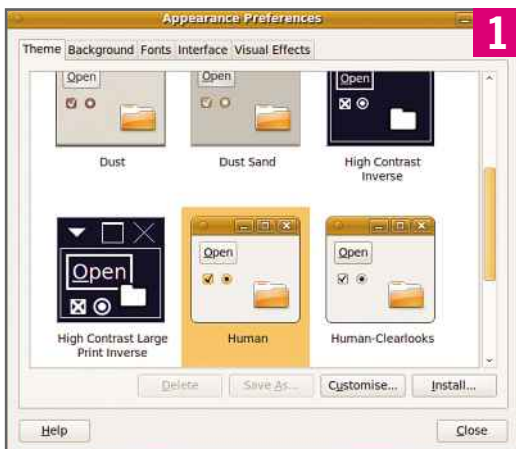 Appearance Preferences
1
Theme Background Fonts Interface Visual Effects
Open Open Open
Dust Dust Sand High Contrast
Inverse
Open Open Open
High Contrast Large Human Human-Clearlooks
Print Inverse
Delete Save As... Customise... Install...
Help Close